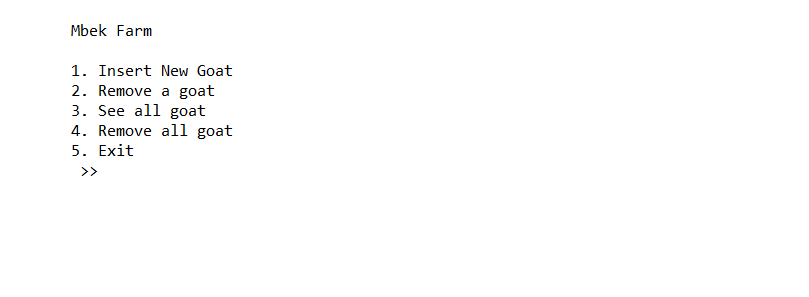 Mbek Farm
1. Insert New Goat
2. Remove a goat
3. See all goat
4. Remove all goat
5. Exit
>>